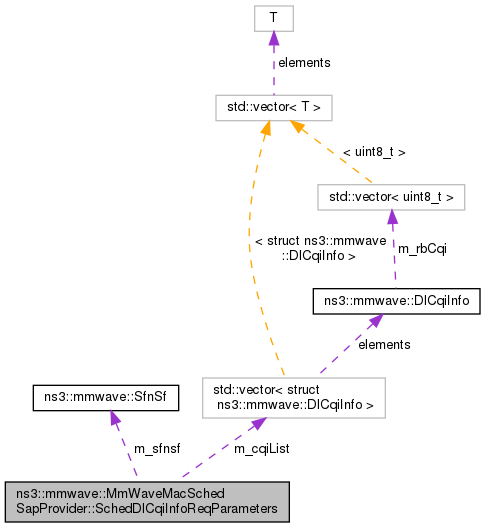 T
elements
std::vector< T >
< uint8_t >
std::vector< uint8_t >
< struct ns3::mmwave
::DlCqiInfo >
m_rbCqi
ns3::mmwave::DlCqiInfo
elements
ns3::mmwave::SfnSf
std::vector< struct
ns3::mmwave::DlCqiInfo >
m_sfnsf
m_cqiList
ns3::mmwave::MmWaveMacSched
SapProvider::SchedDlCqiInfoReqParameters